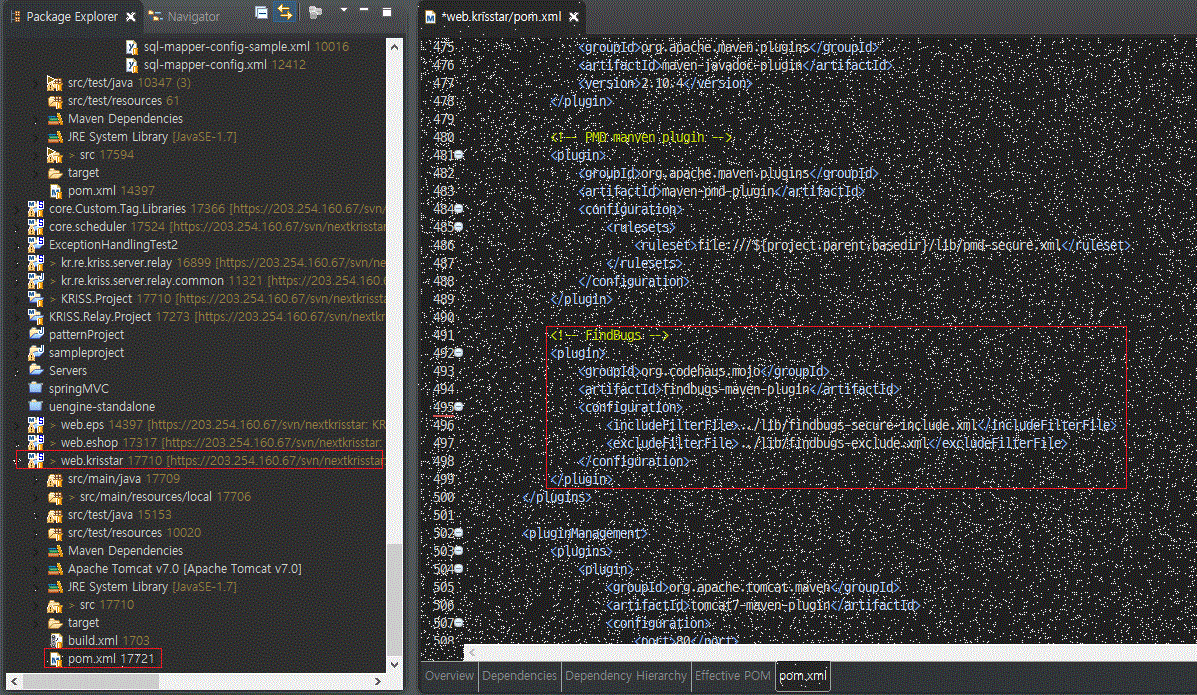 Package Explorer
Navigator
sql-mapper-config-sample.xml 10016
sql-mapper-config.xml 12412
src/test/java 10347 (3)
src/test/resources 61
Maven Dependencies
JRE System Library [JavaSE-1.7]
> src 17594
target
pom.xml 14397
core.Custom.Tag.Libraries 17366 [https://203.254.160.67/svn/
core.scheduler 17524 [https://203.254.160.67/svn/nextkrisstar
ExceptionHandlingTest2
> kr.re.kriss.server.relay 16899 [https://203.254.160.67/svn/ne
> kr.re.kriss.server.relay.common 11321 [https://203.254.160.
> KRISS.Project 17710 [https://203.254.160.67/svn/nextkrissta
KRISS.Relay.Project 17273 [https://203.254.160.67/svn/nextkr
patternProject
sampleproject
Servers
springMVC
uengine-standalone
> web.eps 14397 [https://203.254.160.67/svn/nextkrisstar: KR
> web.eshop 17317 [https://203.254.160.67/svn/nextkrisstar
> web.krisstar 17710 [https://203.254.160.67/svn/nextkrisstar
src/main/java 17709
> src/main/resources/local 17706
src/test/java 15153
src/test/resources 10020
Maven Dependencies
Apache Tomcat v7.0 [Apache Tomcat v7.0]
JRE System Library [JavaSE-1.7]
> src 17710
target
build.xml 1703
pom.xml 17721
*web.krisstar/pom.xml
475 <groupId>org.apache.maven.plugins</groupId>
476 <artifactId>maven-javadoc-plugin</artifactId>
477 <version>2.10.4</version>
478 </plugin>
479
480 <!-- PMD manven plugin -->
481 <plugin>
482 <groupId>org.apache.maven.plugins</groupId>
483 <artifactId>maven-pmd-plugin</artifactId>
484 <configuration>
485 <rulesets>
486 <ruleset>file:///${project.parent.basedir}/lib/pmd-secure.xml</ruleset>
487 </rulesets>
488 </configuration>
489 </plugin>
490
491 <!-- FindBugs -->
492 <plugin>
493 <groupId>org.codehaus.mojo</groupId>
494 <artifactId>findbugs-maven-plugin</artifactId>
495 <configuration>
496 <includeFilterFile>../lib/findbugs-secure-include.xml</includeFilterFile>
497 <excludeFilterFile>../lib/findbugs-exclude.xml</excludeFilterFile>
498 </configuration>
499 </plugin>
500 </plugins>
501
502 <pluginManagement>
503 <plugins>
504 <plugin>
505 <groupId>org.apache.tomcat.maven</groupId>
506 <artifactId>tomcat7-maven-plugin</artifactId>
507 <configuration>
508 <port>80</port>
Overview
Dependencies
Dependency Hierarchy
Effective POM
pom.xml